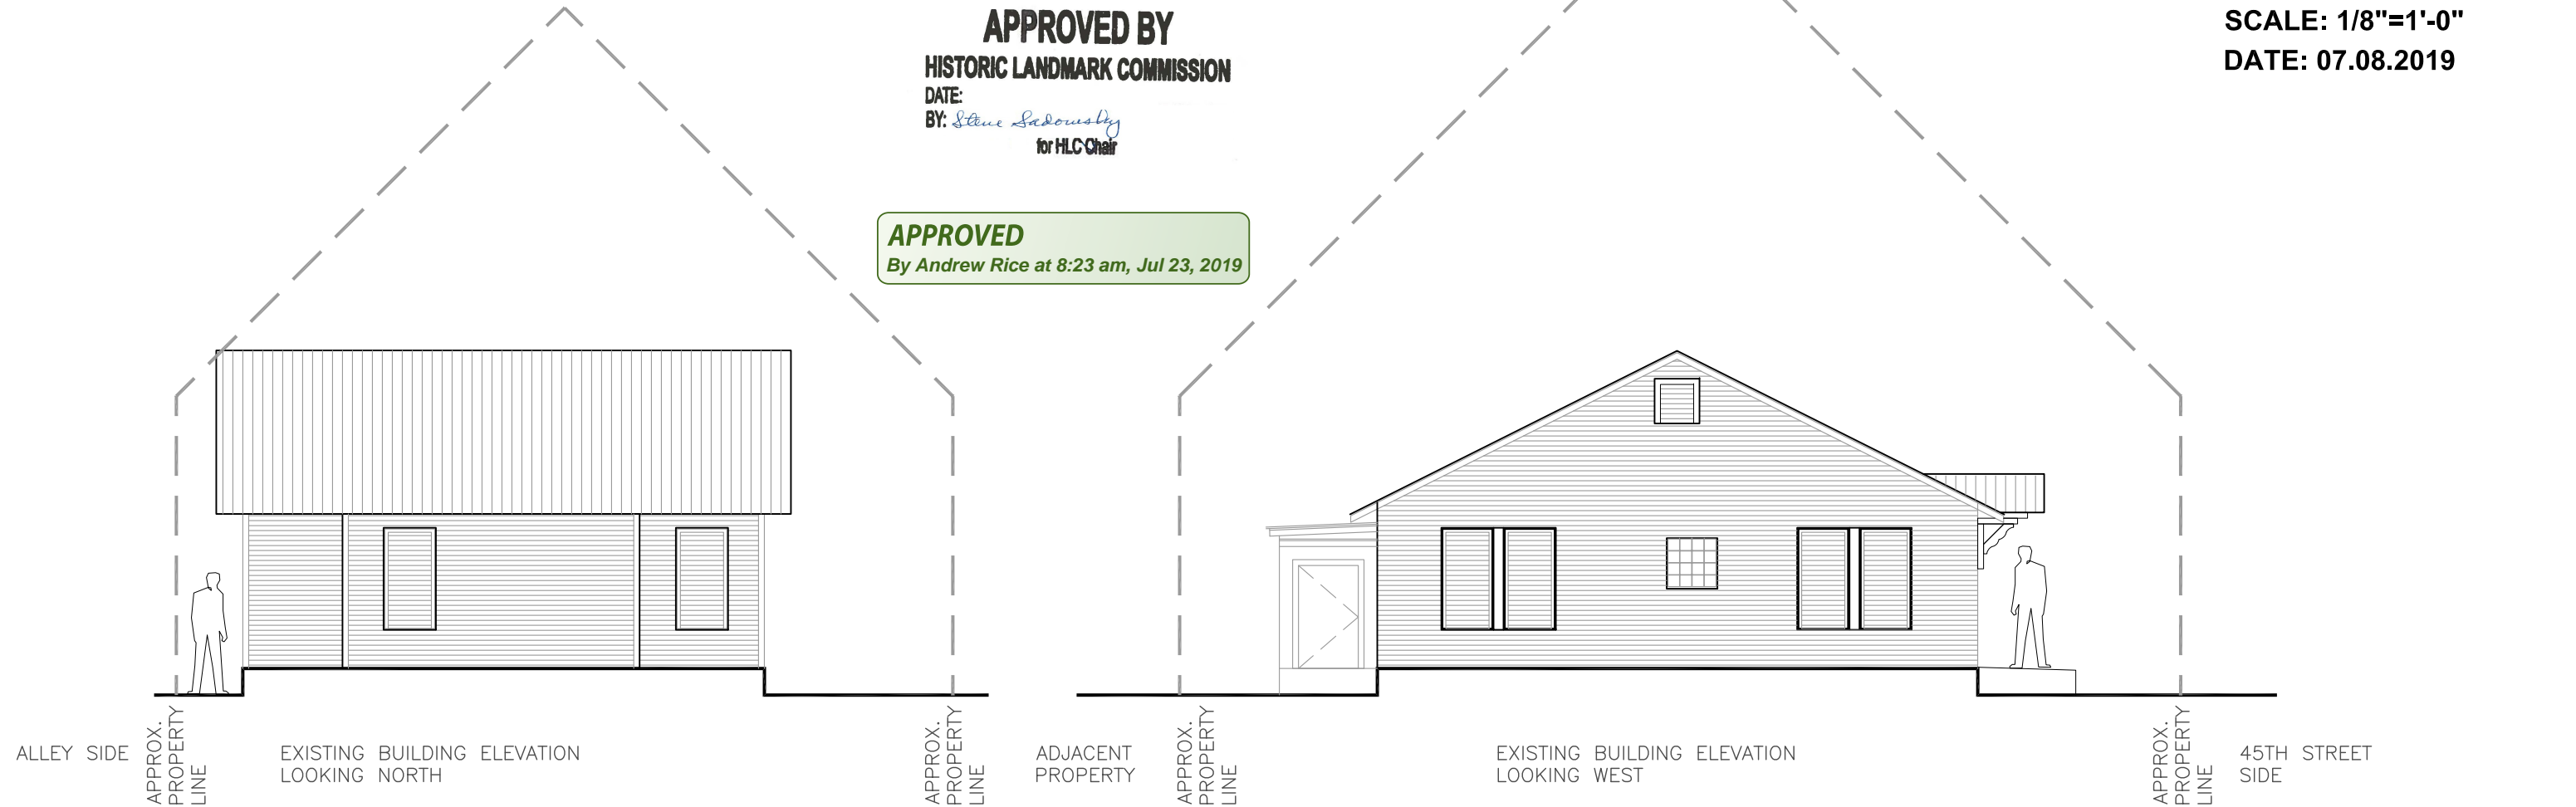 APPROVED BY
HISTORIC LANDMARK COMMISSION
DATE:
BY: Steve Sadowsky
for HLC Chair
SCALE: 1/8"=1'-0"
DATE: 07.08.2019
APPROVED
By Andrew Rice at 8:23 am, Jul 23, 2019
ALLEY SIDE
APPROX.
PROPERTY
LINE
EXISTING BUILDING ELEVATION
LOOKING NORTH
APPROX.
PROPERTY
LINE
ADJACENT
PROPERTY
APPROX.
PROPERTY
LINE
EXISTING BUILDING ELEVATION
LOOKING WEST
APPROX.
PROPERTY
LINE
45TH STREET
SIDE